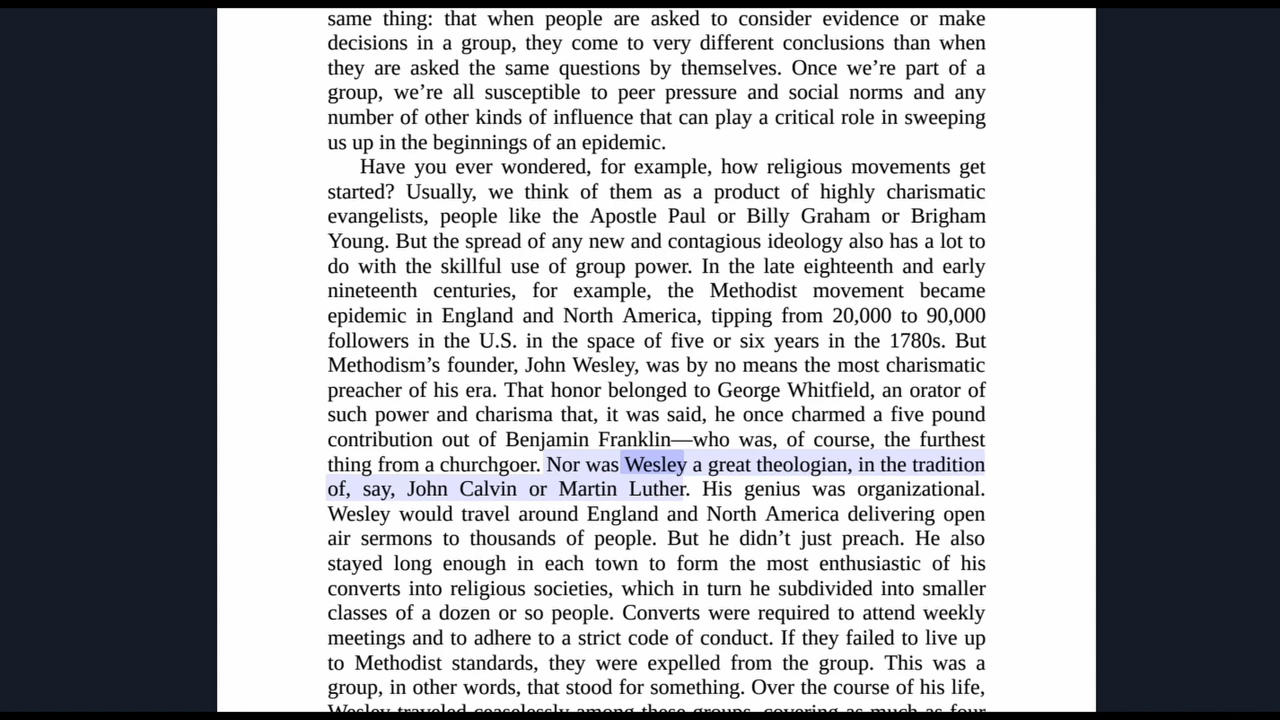 same thing: that when people are asked to consider evidence or make
decisions in a group, they come to very different conclusions than when
they are asked the same questions by themselves. Once we’re part of a
group, we’re all susceptible to peer pressure and social norms and any
number of other kinds of influence that can play a critical role in sweeping
us up in the beginnings of an epidemic.
Have you ever wondered, for example, how religious movements get
started? Usually, we think of them as a product of highly charismatic
evangelists, people like the Apostle Paul or Billy Graham or Brigham
Young. But the spread of any new and contagious ideology also has a lot to
do with the skillful use of group power. In the late eighteenth and early
nineteenth centuries, for example, the Methodist movement became
epidemic in England and North America, tipping from 20,000 to 90,000
followers in the U.S. in the space of five or six years in the 1780s. But
Methodism’s founder, John Wesley, was by no means the most charismatic
preacher of his era. That honor belonged to George Whitfield, an orator of
such power and charisma that, it was said, he once charmed a five pound
contribution out of Benjamin Franklin—who was, of course, the furthest
thing from a churchgoer. Nor was Wesley a great theologian, in the tradition
of, say, John Calvin or Martin Luther. His genius was organizational.
Wesley would travel around England and North America delivering open
air sermons to thousands of people. But he didn’t just preach. He also
stayed long enough in each town to form the most enthusiastic of his
converts into religious societies, which in turn he subdivided into smaller
classes of a dozen or so people. Converts were required to attend weekly
meetings and to adhere to a strict code of conduct. If they failed to live up
to Methodist standards, they were expelled from the group. This was a
group, in other words, that stood for something. Over the course of his life,
Wesley traveled ceaselessly among these groups, covering as much as four